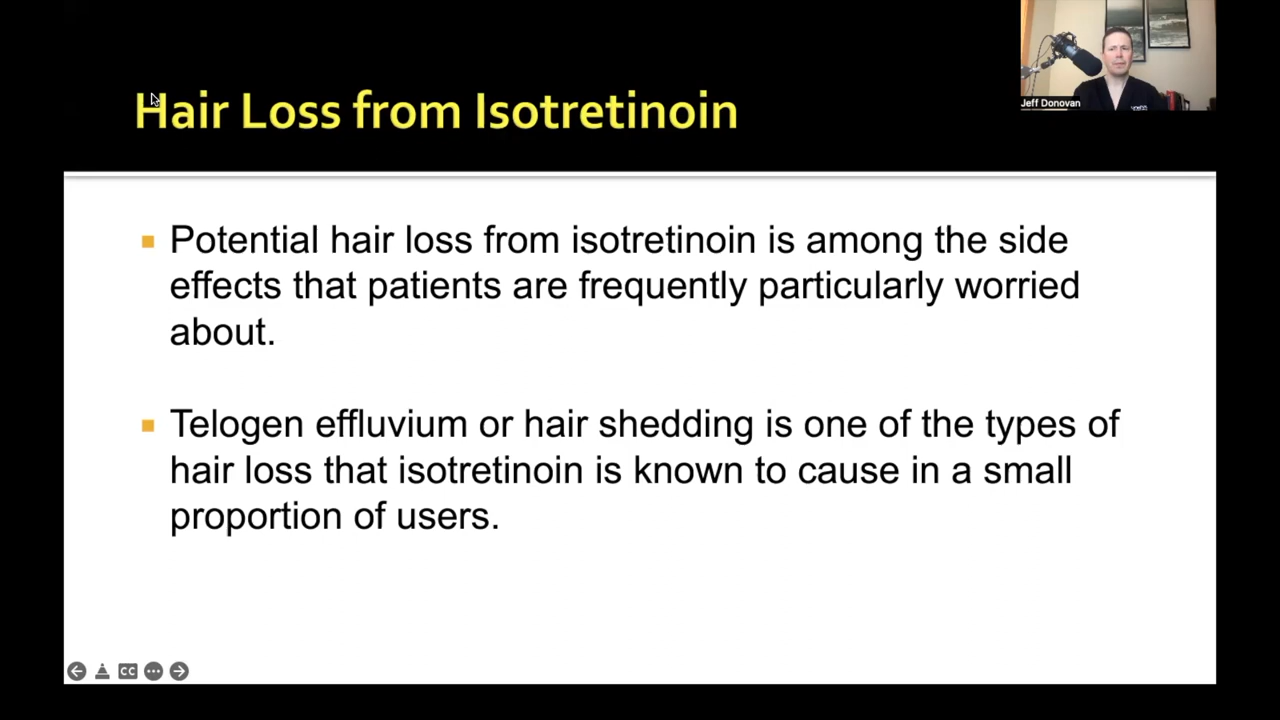 Hair Loss from Isotretinoin
Jeff Donovan
Potential hair loss from isotretinoin is among the side
effects that patients are frequently particularly worried
about.
Telogen effluvium or hair shedding is one of the types of
hair loss that isotretinoin is known to cause in a small
proportion of users.
CC